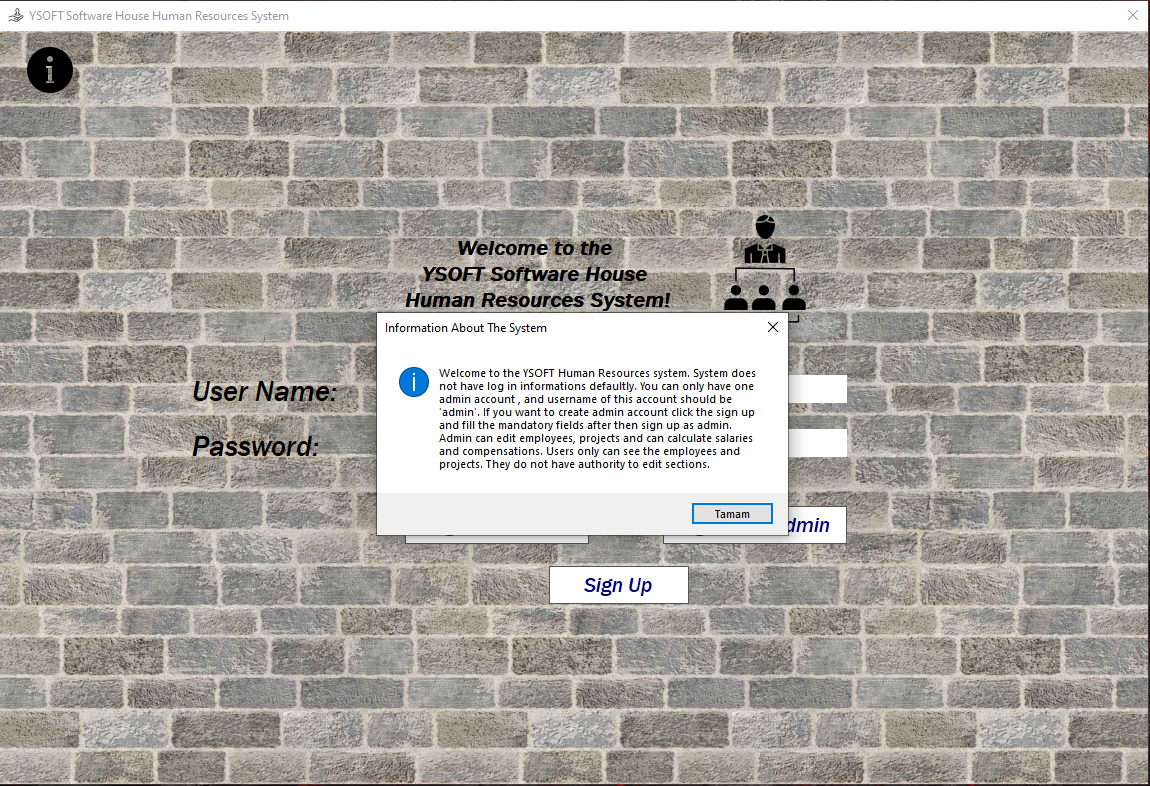 YSOFT Software House Human Resources System
Welcome to the
YSOFT Software House
Human Resources System!
Information About The System
Welcome to the YSOFT Human Resources system. System does
not have log in informations defaultly. You can only have one
admin account , and username of this account should be
'admin'. If you want to create admin account click the sign up
and fill the mandatory fields after then sign up as admin.
Admin can edit employees, projects and can calculate salaries
and compensations. Users only can see the employees and
projects. They do not have authority to edit sections.
Tamam
User Name:
Password:
Sign Up